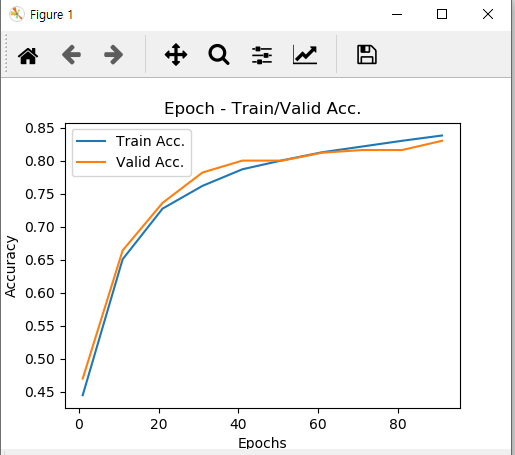 Figure 1
Epoch - Train/Valid Acc.
Train Acc.
Valid Acc.
Accuracy
0.85
0.80
0.75
0.70
0.65
0.60
0.55
0.50
0.45
0 20 40 60 80
Epochs